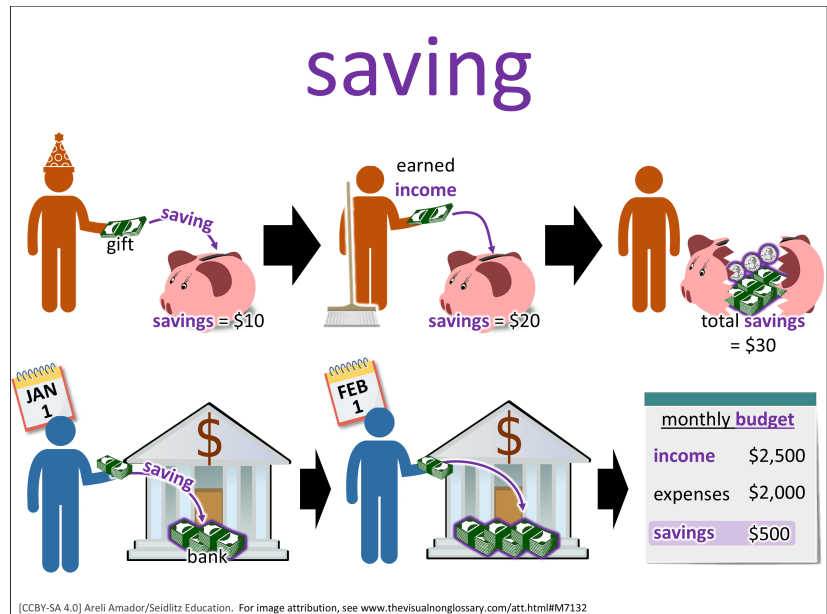 saving
saving
gift
savings = $10
earned
income
savings = $20
total savings
= $30
JAN
1
saving
bank
FEB
1
$
$
monthly budget
income $2,500
expenses $2,000
savings $500
[CCBY-SA 4.0] Areli Amador/Seidlitz Education. For image attribution, see www.thevisualnonglossary.com/att.html#M7132